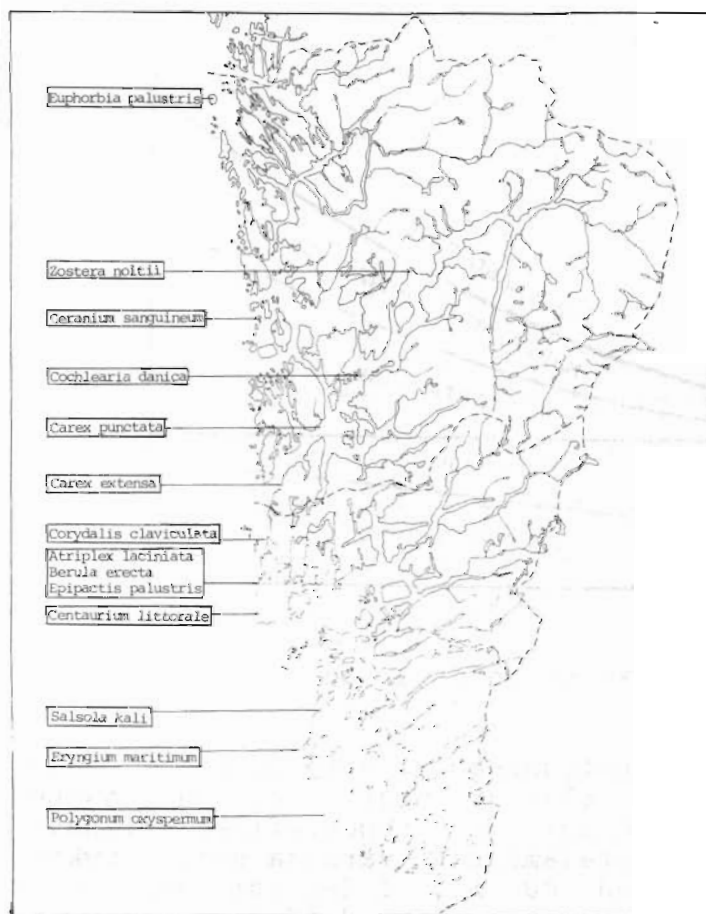 Euphorbia palustris
Zostera noltii
Ceranium sanguineum
Cochlearia danica
Carex punctata
Carex extensa
Corydalis claviculata
Atriplex laciniata
Berula erecta
Epipactis palustris
Centaurium littorale
Salsola kali
Eryngium maritimum
Polygonum oxyspermum